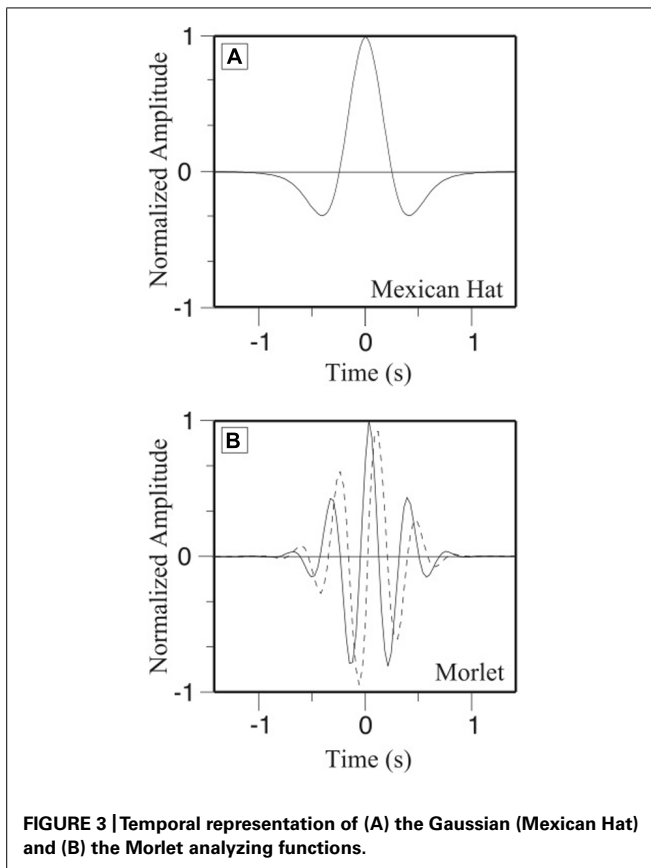 1
A
Normalized Amplitude
0
Mexican Hat
-1
-1 0 1
Time (s)
1
B
Normalized Amplitude
0
Morlet
-1
-1 0 1
Time (s)
FIGURE 3 | Temporal representation of (A) the Gaussian (Mexican Hat)
and (B) the Morlet analyzing functions.